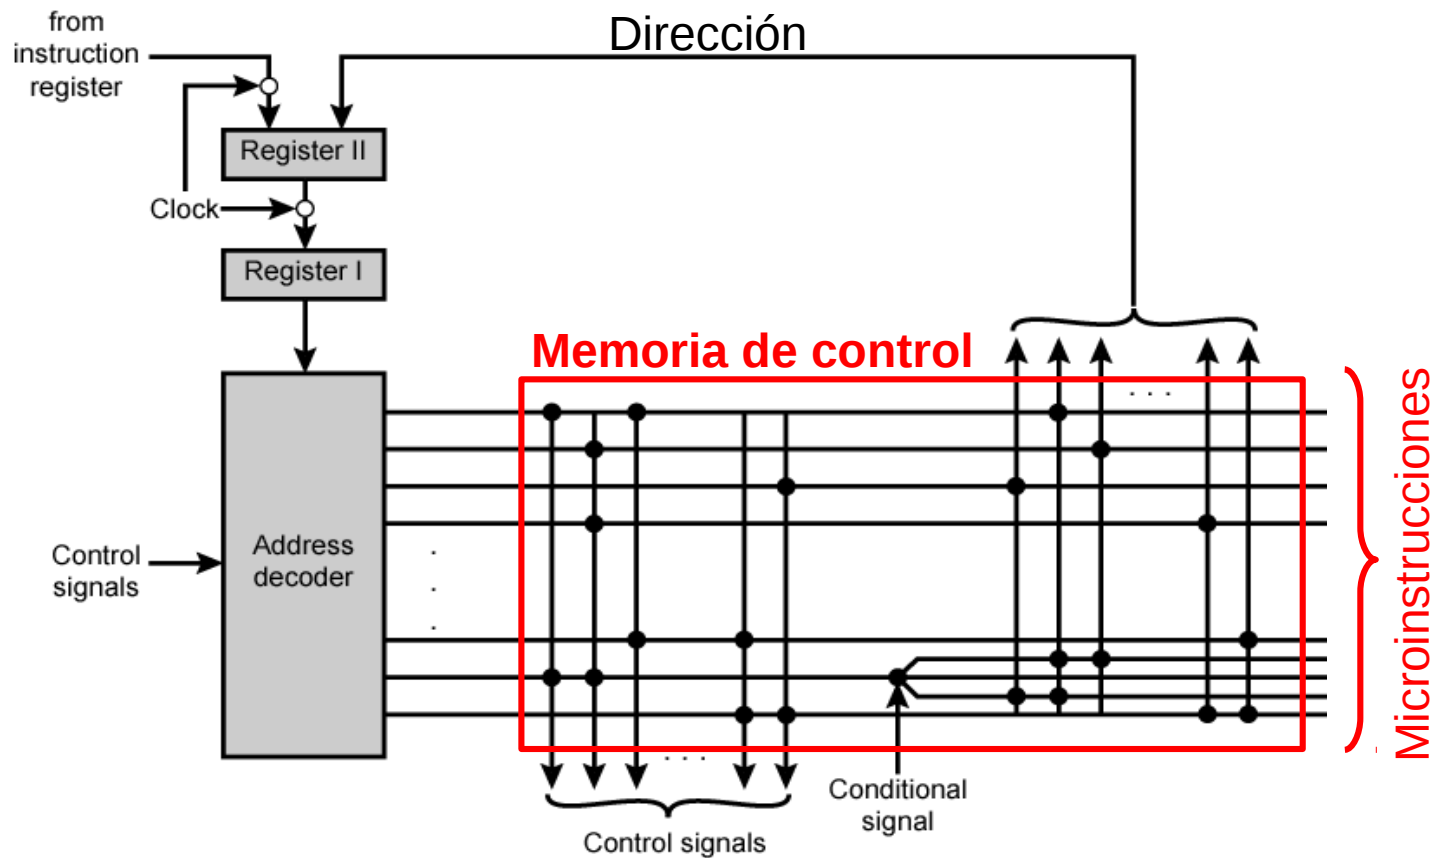 from
instruction
register
Dirección
Register II
Clock
Register I
Memoria de control
. . .
Microinstrucciones
Control
signals
Address
decoder
.
.
.
. . .
Conditional
signal
Control signals